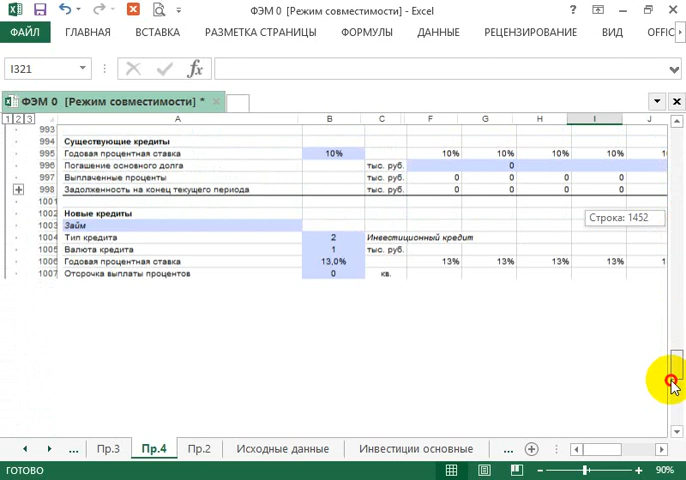 ФЭМ 0 [Режим совместимости] - Excel
ФАЙЛ ГЛАВНАЯ ВСТАВКА РАЗМЕТКА СТРАНИЦЫ ФОРМУЛЫ ДАННЫЕ РЕЦЕНЗИРОВАНИЕ ВИД OFFIC
I321 fx
ФЭМ 0 [Режим совместимости] *
1 2 3 A B C F G H I J
993
994 Существующие кредиты
995 Годовая процентная ставка 10% 10% 10% 10% 10% 10
996 Погашение основного долга тыс. руб. 0
997 Выплаченные проценты тыс. руб. 0 0 0 0
998 Задолженность на конец текущего периода тыс. руб. 0 0 0 0
1001
1002 Новые кредиты
1003 Займ
Строка: 1452
1004 Тип кредита 2 Инвестиционный кредит
1005 Валюта кредита 1 тыс. руб.
1006 Годовая процентная ставка 13,0% 13% 13% 13% 13% 1
1007 Отсрочка выплаты процентов 0 кв.
... Пр.3 Пр.4 Пр.2 Исходные данные Инвестиции основные ...
ГОТОВО 90%